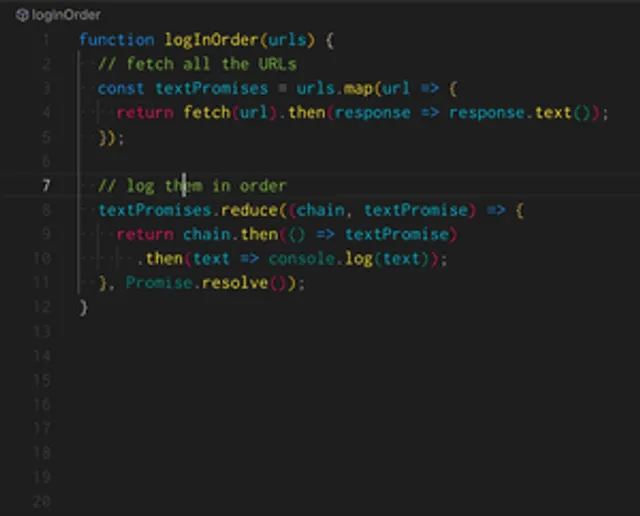 logInOrder
1 function logInOrder(urls) {
2 // fetch all the URLs
3 const textPromises = urls.map(url => {
4 return fetch(url).then(response => response.text());
5 });
6
7 // log them in order
8 textPromises.reduce((chain, textPromise) => {
9 return chain.then(() => textPromise)
10 .then(text => console.log(text));
11 }, Promise.resolve());
12 }
13
14
15
16
17
18
19
20